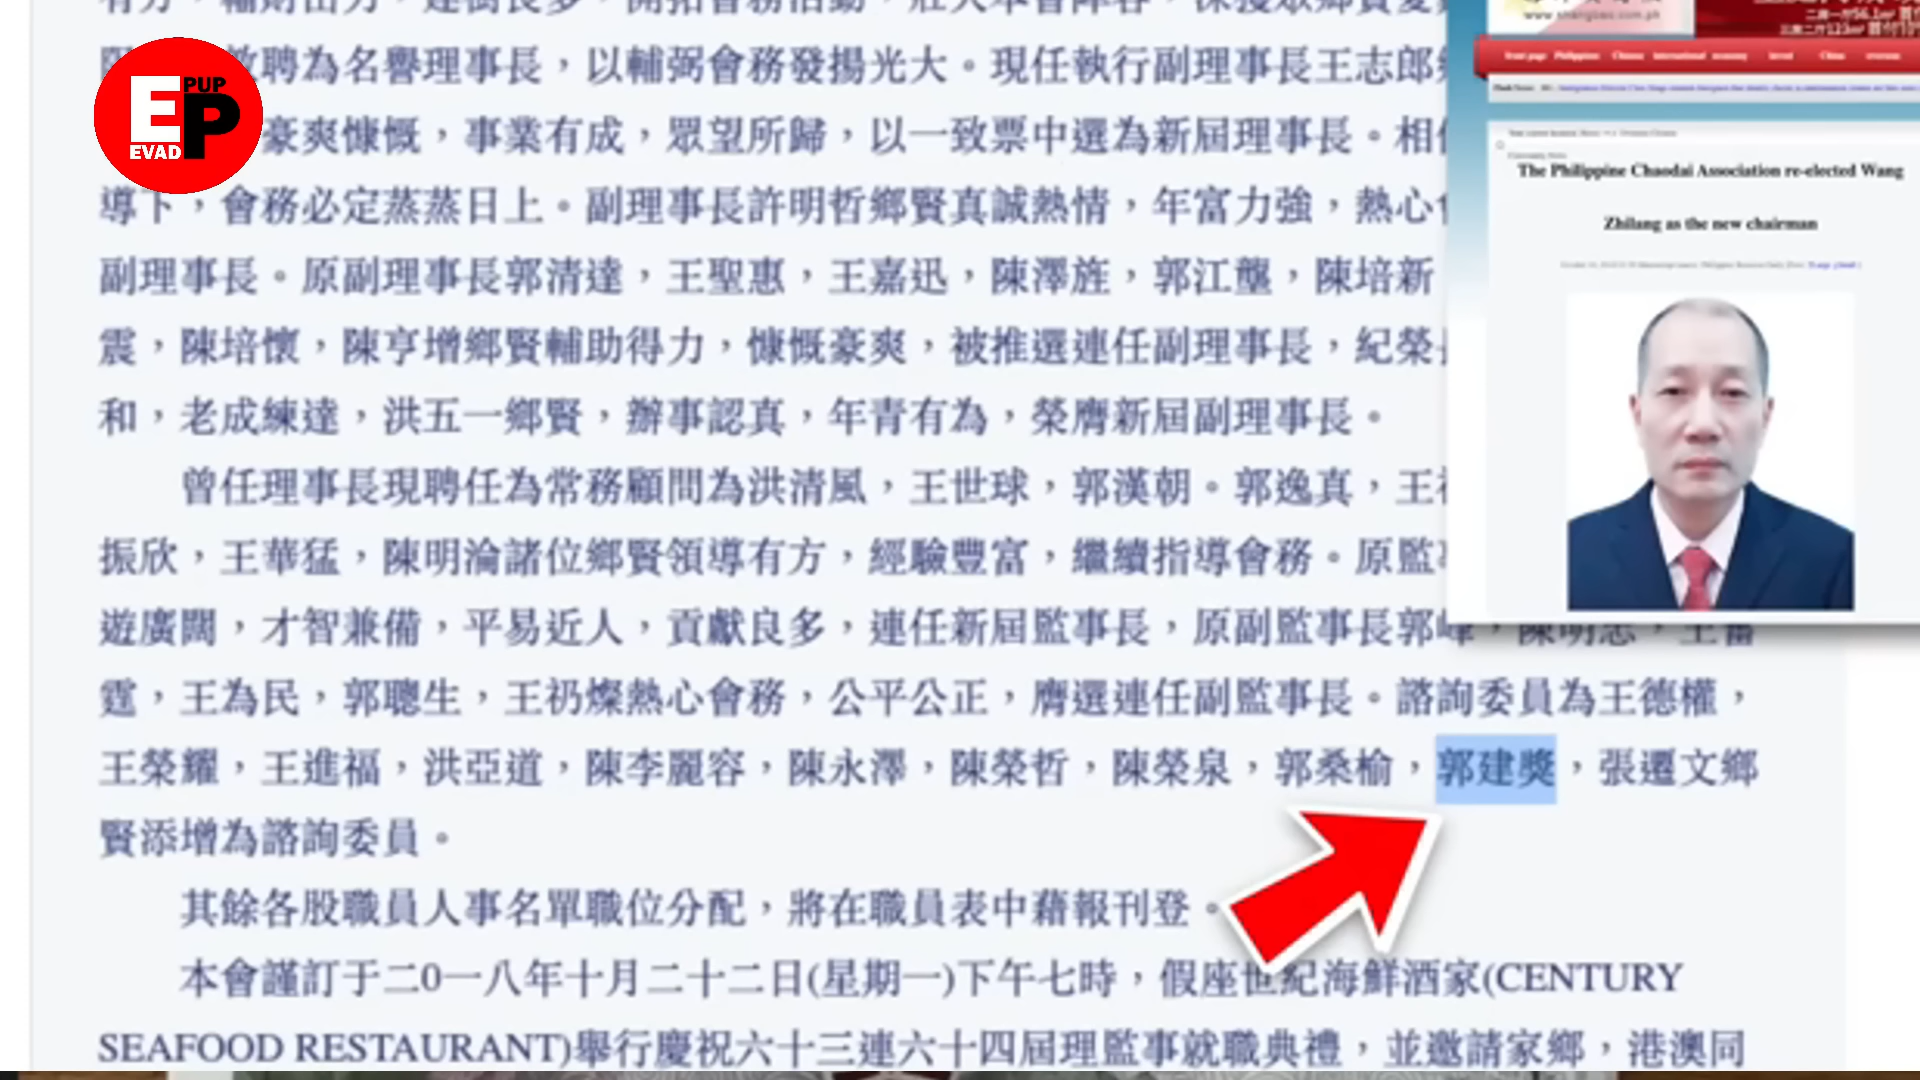 PUP
EP
EVAD
聘為名譽理事長，以輔弼會務發揚光大。現任執行副理事長王志郎
豪爽慷慨，事業有成，眾望所歸，以一致票中選為新屆理事長。相
導下，會務必定蒸蒸日上。副理事長許明哲鄉賢真誠熱情，年富力強，熱心
副理事長。原副理事長郭清達，王聖惠，王嘉迅，陳澤旌，郭江龍，陳培新
震，陳培懷，陳亨增鄉賢輔助得力，慷慨豪爽，被推選連任副理事長，紀榮
和，老成練達，洪五一鄉賢，辦事認真，年青有為，榮膺新屆副理事長。
曾任理事長現聘任為常務顧問為洪清風，王世球，郭漢朝。郭逸真，王
振欣，王華猛，陳明淪諸位鄉賢領導有方，經驗豐富，繼續指導會務。原監
遊廣闊，才智兼備，平易近人，貢獻良多，連任新屆監事長，原副監事長郭峰，陳明志，王
霆，王為民，郭聰生，王礽燦熱心會務，公平公正，膺選連任副監事長。諮詢委員為王德權，
王榮耀，王進福，洪亞道，陳李麗容，陳永澤，陳榮哲，陳榮泉，郭桑榆，郭建獎，張遷文鄉
賢添增為諮詢委員。
其餘各股職員人事名單職位分配，將在職員表中藉報刊登。
本會謹訂于二0一八年十月二十二日(星期一)下午七時，假座世紀海鮮酒家(CENTURY
SEAFOOD RESTAURANT)舉行慶祝六十三連六十四屆理監事就職典禮，並邀請家鄉，港澳同
www.shangbao.com.ph
front page Philippines Chinese international economy travel China overseas
The Philippine Chaodai Association re-elected Wang
Zhilang as the new chairman